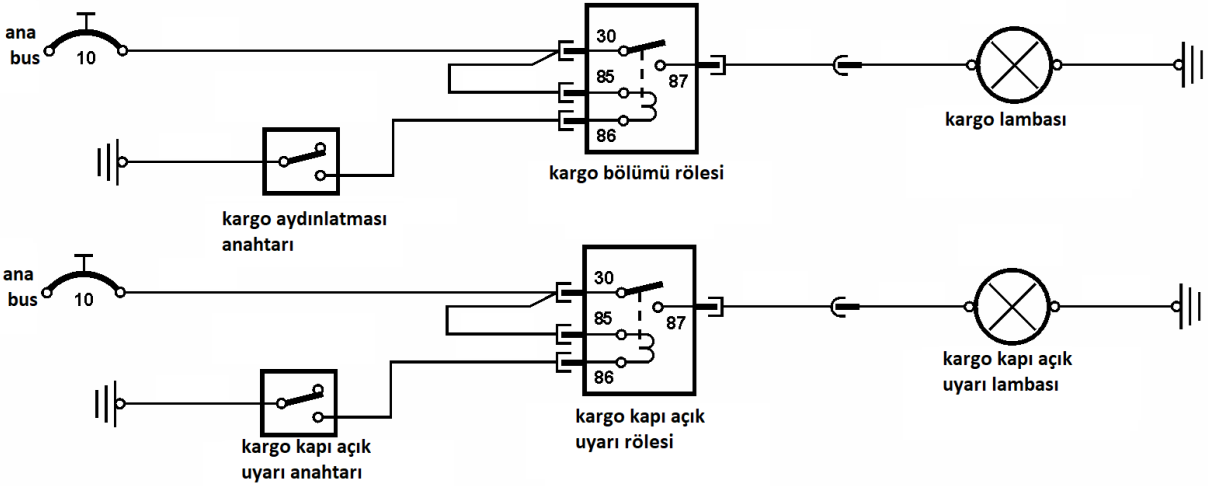 ana
bus
10
30
85
87
86
kargo lambası
kargo bölümü rölesi
kargo aydınlatması
anahtarı
ana
bus
10
30
85
87
86
kargo kapı açık
uyarı lambası
kargo kapı açık
uyarı rölesi
kargo kapı açık
uyarı anahtarı